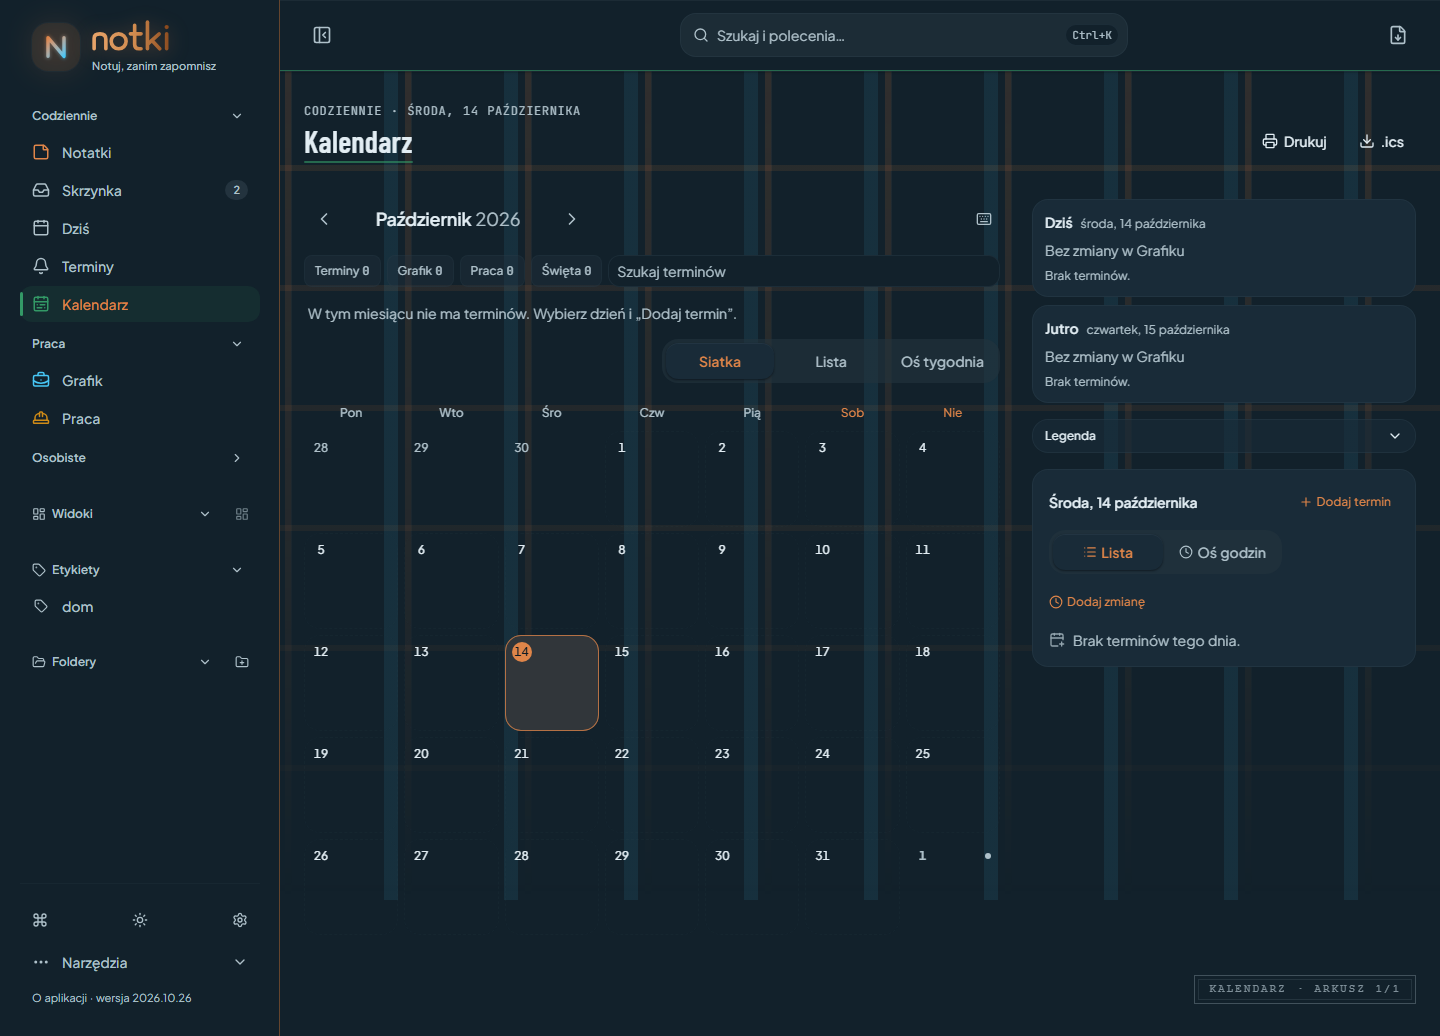 notki
Notuj, zanim zapomnisz
Codziennie
Notatki
Skrzynka 2
Dziś
Terminy
Kalendarz
Praca
Grafik
Praca
Osobiste
Widoki
Etykiety
dom
Foldery
Narzędzia
O aplikacji · wersja 2026.10.26
Szukaj i polecenia... Ctrl+K
CODZIENNIE · ŚRODA, 14 PAŹDZIERNIKA
Kalendarz
Drukuj .ics
Październik 2026
Terminy 0 Grafik 0 Praca 0 Święta 0 Szukaj terminów
W tym miesiącu nie ma terminów. Wybierz dzień i „Dodaj termin”.
Siatka Lista Oś tygodnia
Pon Wto Śro Czw Pią Sob Nie
28 29 30 1 2 3 4
5 6 7 8 9 10 11
12 13 14 15 16 17 18
19 20 21 22 23 24 25
26 27 28 29 30 31 1
Dziś środa, 14 października
Bez zmiany w Grafiku
Brak terminów.
Jutro czwartek, 15 października
Bez zmiany w Grafiku
Brak terminów.
Legenda
Środa, 14 października + Dodaj termin
Lista Oś godzin
Dodaj zmianę
Brak terminów tego dnia.
KALENDARZ · ARKUSZ 1/1